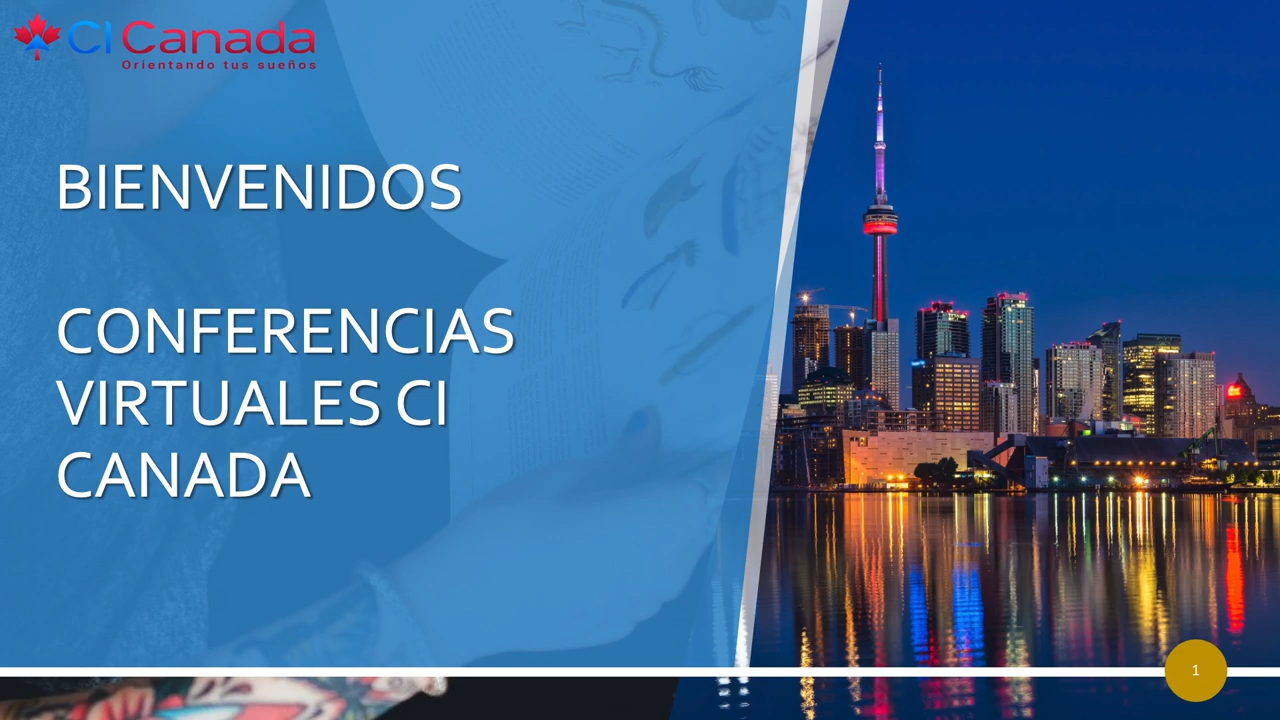 CI Canada
Orientando tus sueños
BIENVENIDOS
CONFERENCIAS
VIRTUALES CI
CANADA
1